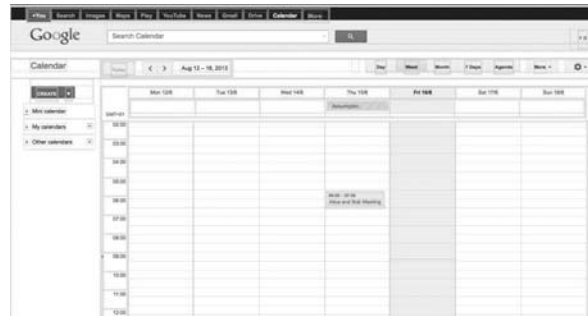 +You Search Images Maps Play YouTube News Gmail Drive Calendar More
Google Search Calendar
Calendar Today < > Aug 12 – 18, 2013 Day Week Month 7 Days Agenda More
CREATE
Mini calendar
My calendars
Other calendars
Mon 12/8 Tue 13/8 Wed 14/8 Thu 15/8 Fri 16/8 Sat 17/8 Sun 18/8
Assumption
GMT+01
02:00
03:00
04:00
05:00
06:00
06:00 - 07:00
Alice and Bob Meeting
07:00
08:00
09:00
10:00
11:00
12:00